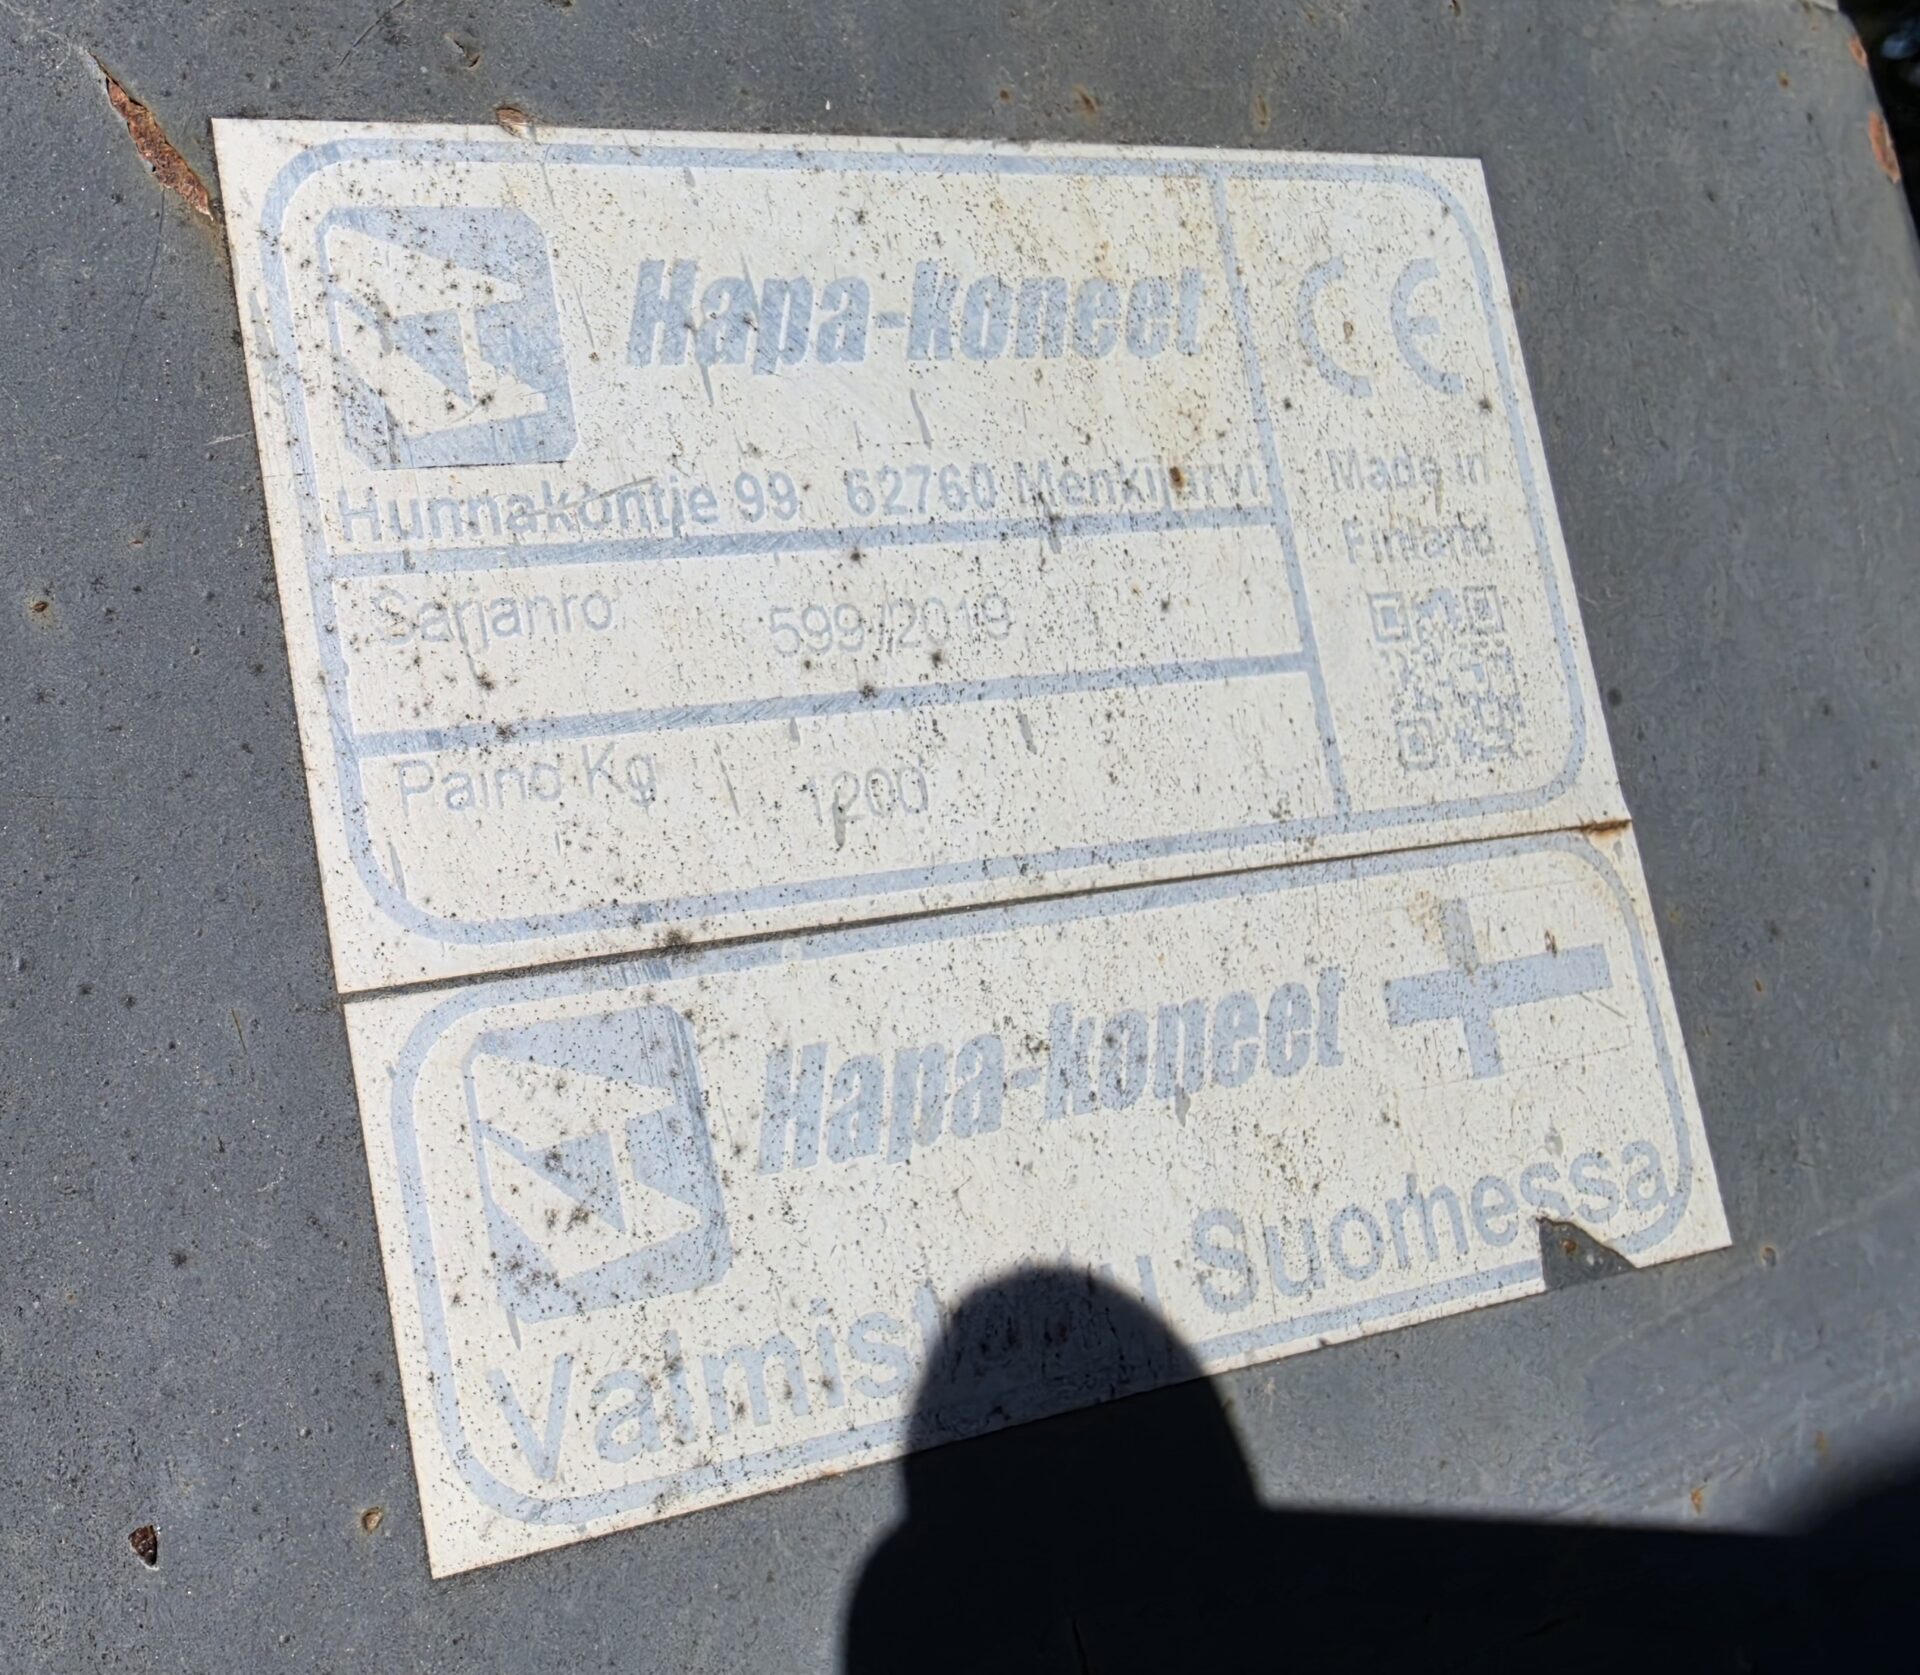 Hapa-koneet
Hunnakontie 99 62760 Menkijärvi
Sarjanro 599/2019
Paino Kg 1200
CE
Made in
Finland
Hapa-koneet
Valmistettu Suomessa